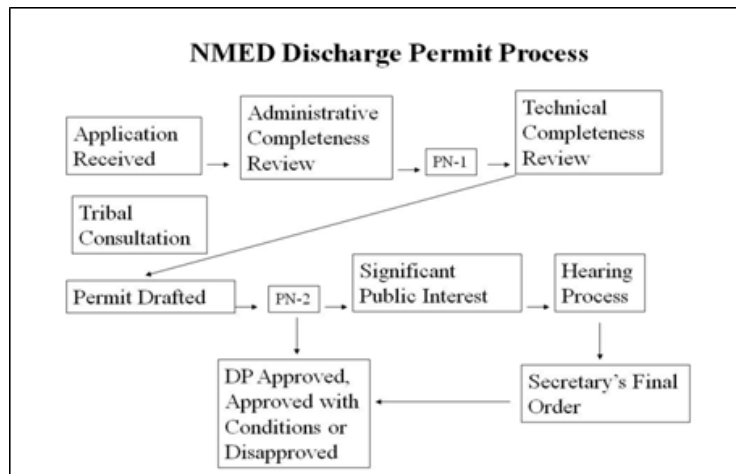 NMED Discharge Permit Process
Application
Received
Administrative
Completeness
Review
PN-1
Technical
Completeness
Review
Tribal
Consultation
Permit Drafted
PN-2
Significant
Public Interest
Hearing
Process
DP Approved,
Approved with
Conditions or
Disapproved
Secretary's Final
Order